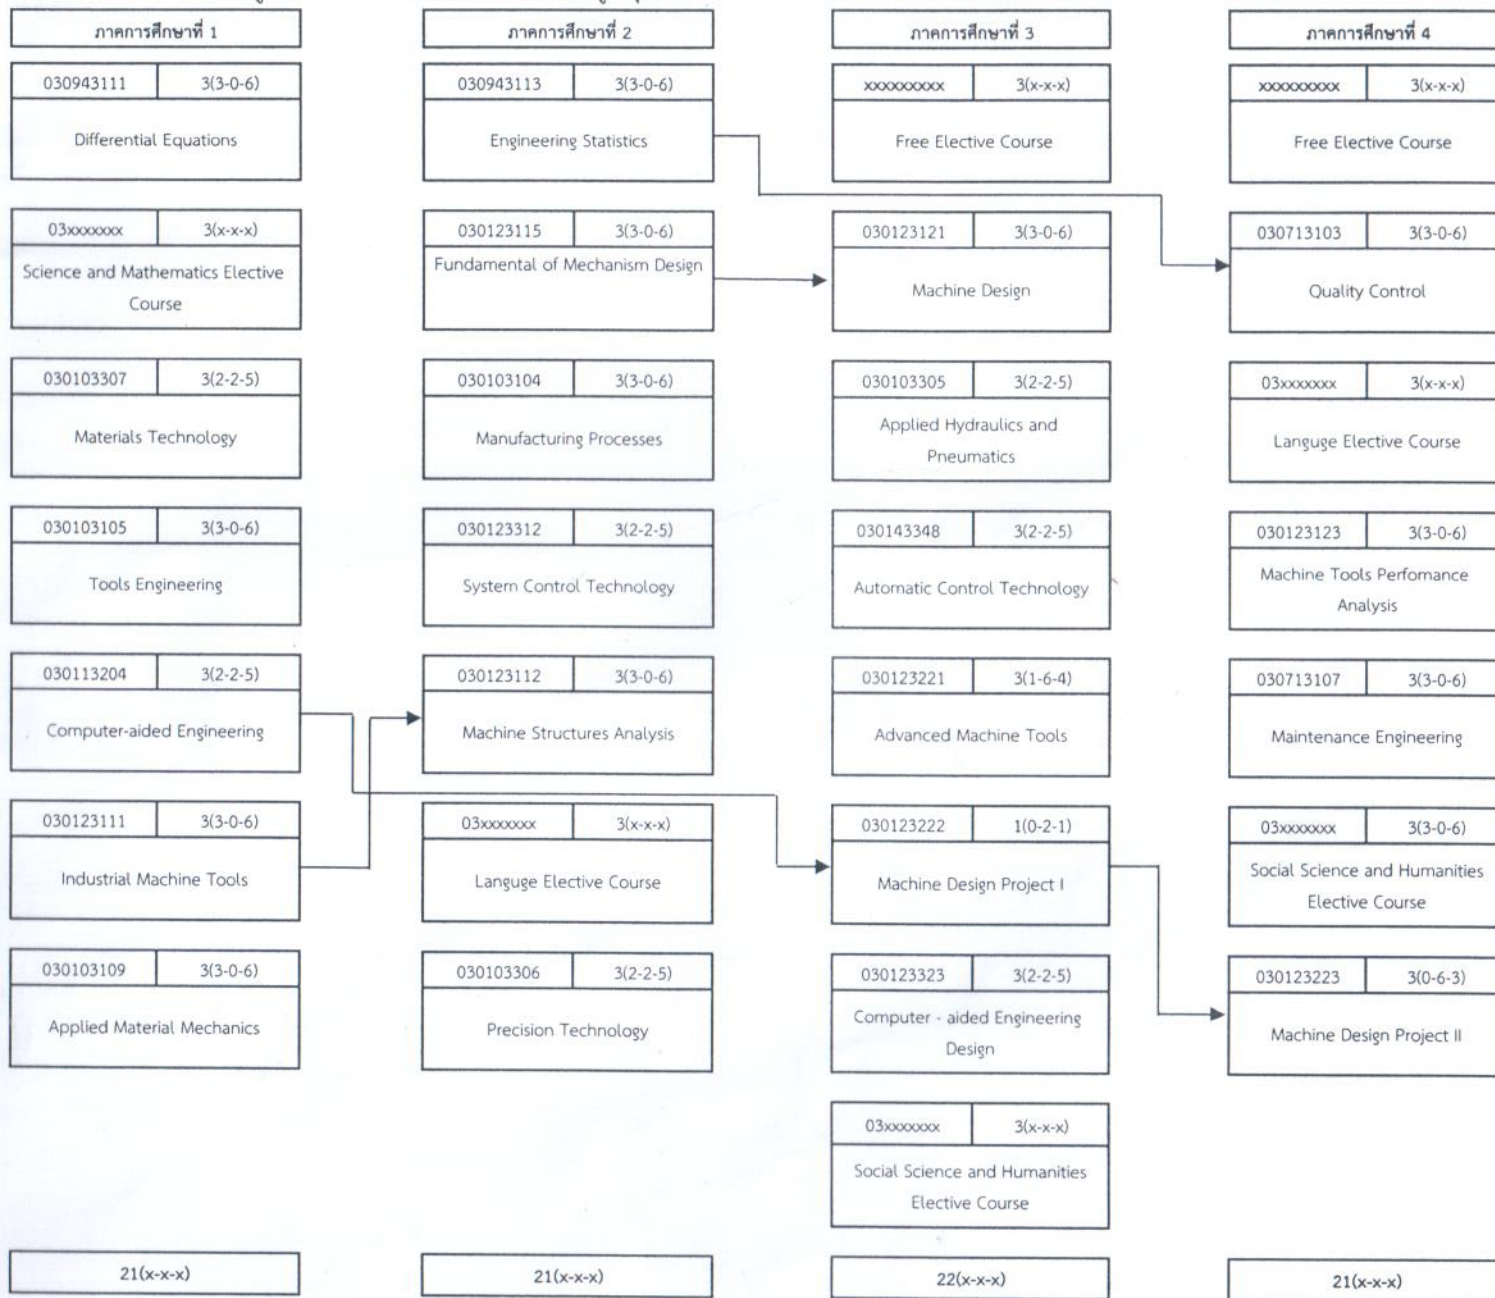 ภาคการศึกษาที่ 1
030943111 3(3-0-6)
Differential Equations
03xxxxxxx 3(x-x-x)
Science and Mathematics Elective
Course
030103307 3(2-2-5)
Materials Technology
030103105 3(3-0-6)
Tools Engineering
030113204 3(2-2-5)
Computer-aided Engineering
030123111 3(3-0-6)
Industrial Machine Tools
030103109 3(3-0-6)
Applied Material Mechanics
21(x-x-x)
ภาคการศึกษาที่ 2
030943113 3(3-0-6)
Engineering Statistics
030123115 3(3-0-6)
Fundamental of Mechanism Design
030103104 3(3-0-6)
Manufacturing Processes
030123312 3(2-2-5)
System Control Technology
030123112 3(3-0-6)
Machine Structures Analysis
03xxxxxxx 3(x-x-x)
Languge Elective Course
030103306 3(2-2-5)
Precision Technology
21(x-x-x)
ภาคการศึกษาที่ 3
xxxxxxxxx 3(x-x-x)
Free Elective Course
030123121 3(3-0-6)
Machine Design
030103305 3(2-2-5)
Applied Hydraulics and
Pneumatics
030143348 3(2-2-5)
Automatic Control Technology
030123221 3(1-6-4)
Advanced Machine Tools
030123222 1(0-2-1)
Machine Design Project I
030123323 3(2-2-5)
Computer - aided Engineering
Design
03xxxxxxx 3(x-x-x)
Social Science and Humanities
Elective Course
22(x-x-x)
ภาคการศึกษาที่ 4
xxxxxxxxx 3(x-x-x)
Free Elective Course
030713103 3(3-0-6)
Quality Control
03xxxxxxx 3(x-x-x)
Languge Elective Course
030123123 3(3-0-6)
Machine Tools Perfomance
Analysis
030713107 3(3-0-6)
Maintenance Engineering
03xxxxxxx 3(3-0-6)
Social Science and Humanities
Elective Course
030123223 3(0-6-3)
Machine Design Project II
21(x-x-x)